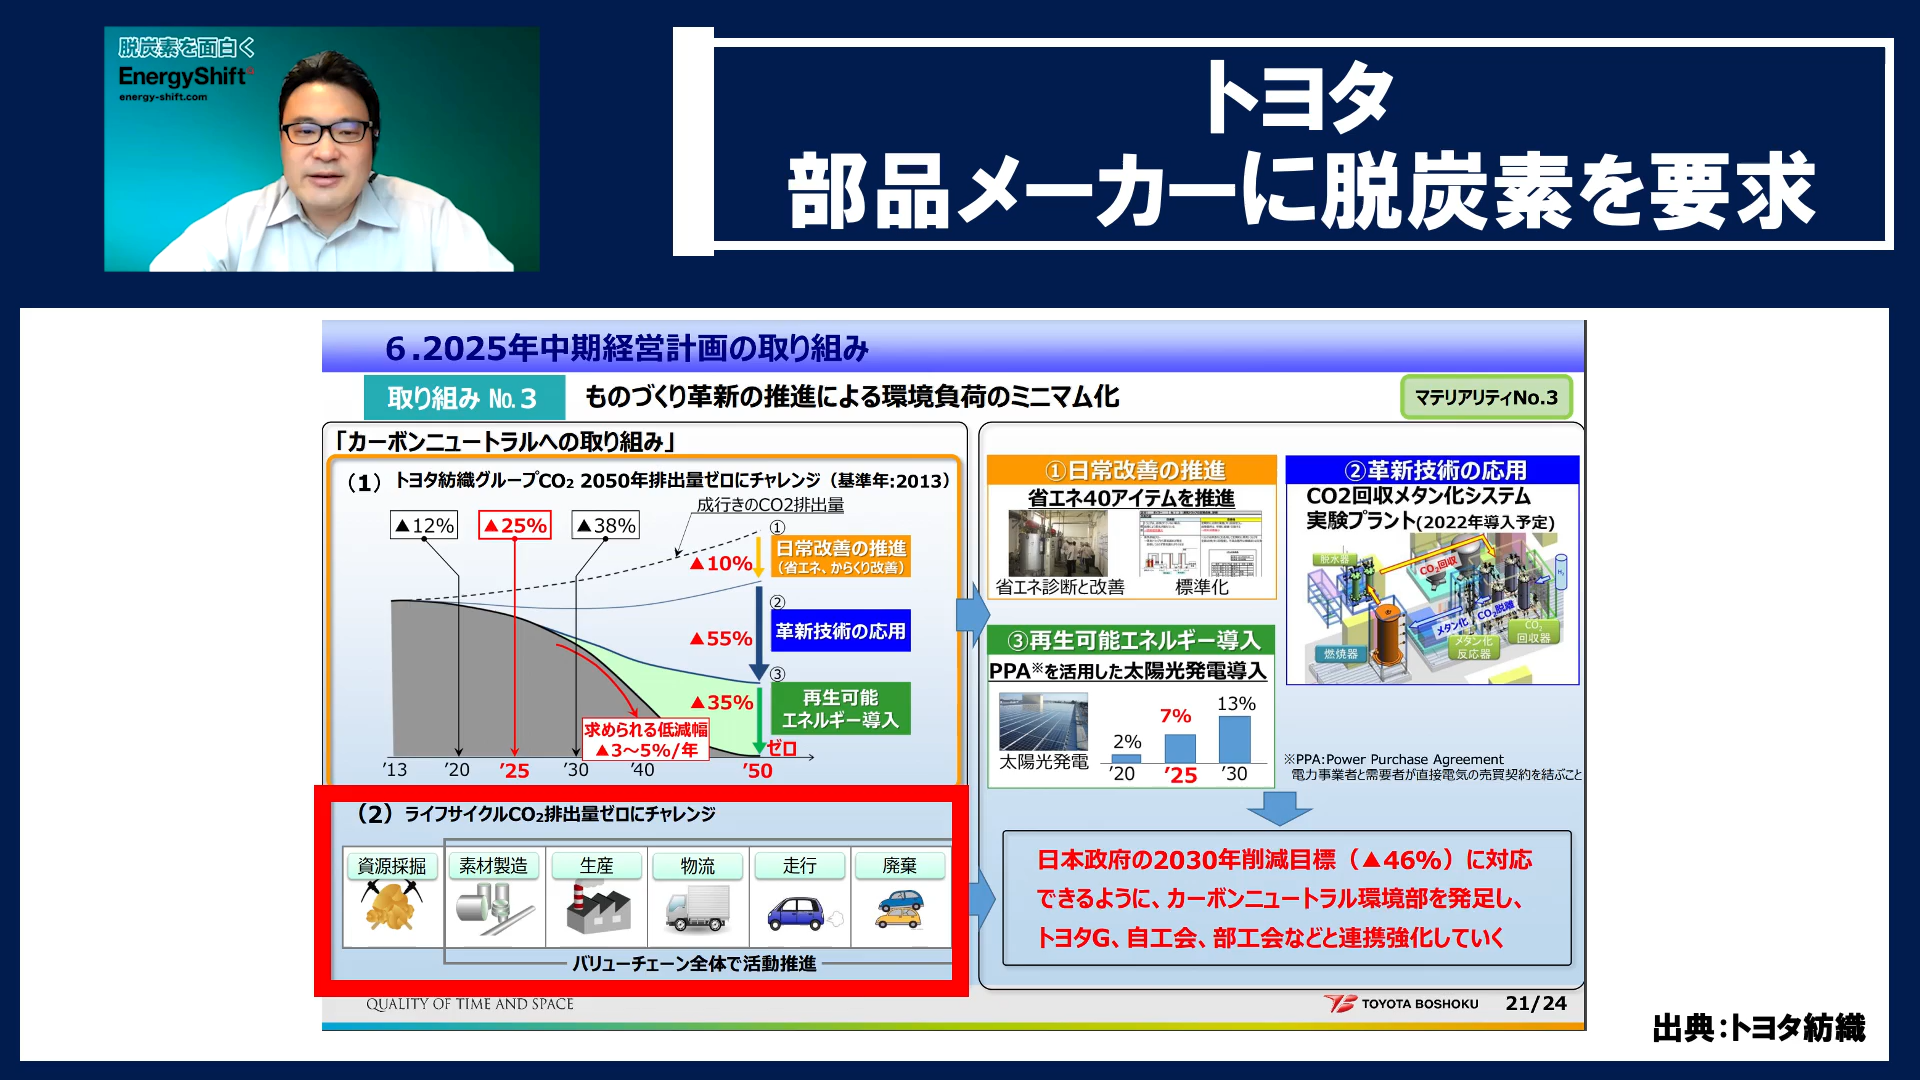 脱炭素を面白く
EnergyShift
energy-shift.com
トヨタ
部品メーカーに脱炭素を要求
6.2025年中期経営計画の取り組み
取り組み No.3
ものづくり革新の推進による環境負荷のミニマム化
マテリアリティNo.3
「カーボンニュートラルへの取り組み」
（1）トヨタ紡織グループCO₂ 2050年排出量ゼロにチャレンジ（基準年:2013）
成行きのCO2排出量
▲12%
▲25%
▲38%
①
日常改善の推進
（省エネ、からくり改善）
▲10%
②
革新技術の応用
▲55%
③
再生可能
エネルギー導入
▲35%
求められる低減幅
▲3～5%/年
ゼロ
’13
’20
’25
’30
’40
’50
（2）ライフサイクルCO₂排出量ゼロにチャレンジ
資源採掘
素材製造
生産
物流
走行
廃棄
バリューチェーン全体で活動推進
①日常改善の推進
省エネ40アイテムを推進
省エネ診断と改善
標準化
②革新技術の応用
CO2回収メタン化システム
実験プラント(2022年導入予定)
脱水器
CO₂回収
H₂
CO₂脱離
メタン化
CO₂
回収器
メタン化
反応器
燃焼器
③再生可能エネルギー導入
PPA※を活用した太陽光発電導入
太陽光発電
2%
7%
13%
’20
’25
’30
※PPA:Power Purchase Agreement
電力事業者と需要者が直接電気の売買契約を結ぶこと
日本政府の2030年削減目標（▲46%）に対応
できるように、カーボンニュートラル環境部を発足し、
トヨタG、自工会、部工会などと連携強化していく
QUALITY OF TIME AND SPACE
TOYOTA BOSHOKU
21/24
出典：トヨタ紡織